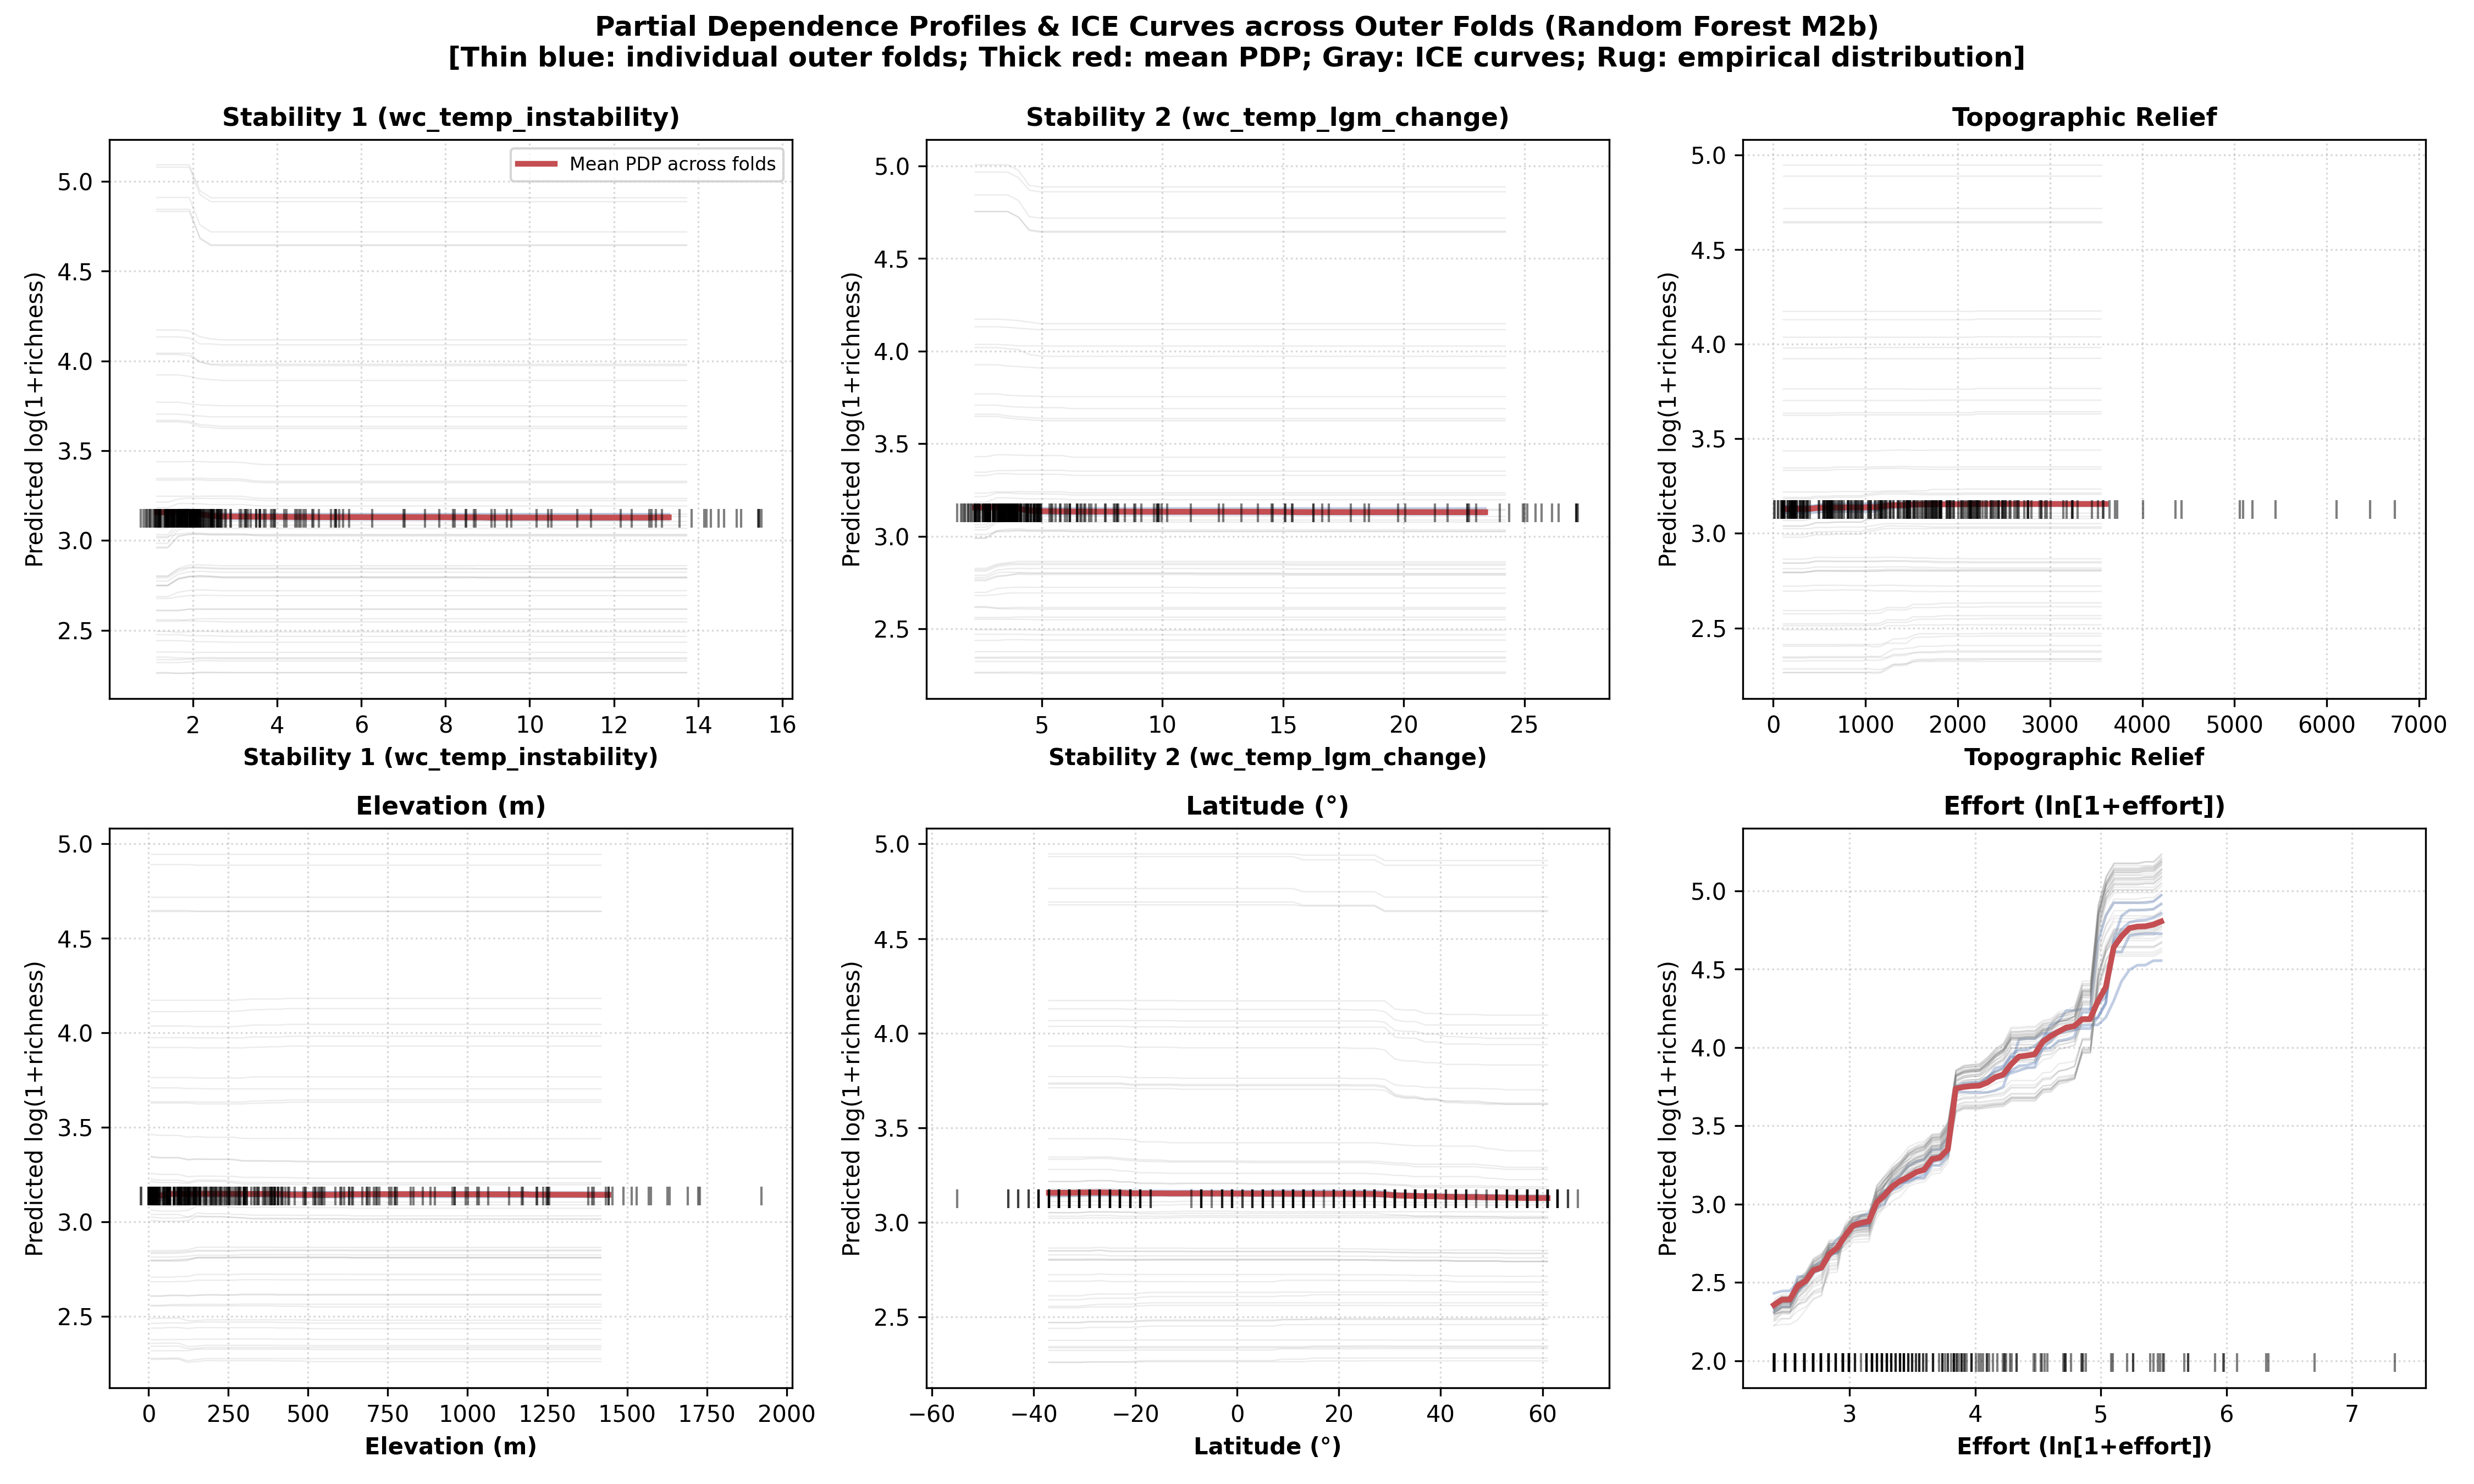 Partial Dependence Profiles & ICE Curves across Outer Folds (Random Forest M2b)
[Thin blue: individual outer folds; Thick red: mean PDP; Gray: ICE curves; Rug: empirical distribution]
Stability 1 (wc_temp_instability)
Mean PDP across folds
Predicted log(1+richness)
5.0
4.5
4.0
3.5
3.0
2.5
2 4 6 8 10 12 14 16
Stability 1 (wc_temp_instability)
Stability 2 (wc_temp_lgm_change)
Predicted log(1+richness)
5.0
4.5
4.0
3.5
3.0
2.5
5 10 15 20 25
Stability 2 (wc_temp_lgm_change)
Topographic Relief
Predicted log(1+richness)
5.0
4.5
4.0
3.5
3.0
2.5
0 1000 2000 3000 4000 5000 6000 7000
Topographic Relief
Elevation (m)
Predicted log(1+richness)
5.0
4.5
4.0
3.5
3.0
2.5
0 250 500 750 1000 1250 1500 1750 2000
Elevation (m)
Latitude (°)
Predicted log(1+richness)
5.0
4.5
4.0
3.5
3.0
2.5
−60 −40 −20 0 20 40 60
Latitude (°)
Effort (ln[1+effort])
Predicted log(1+richness)
5.0
4.5
4.0
3.5
3.0
2.5
2.0
3 4 5 6 7
Effort (ln[1+effort])